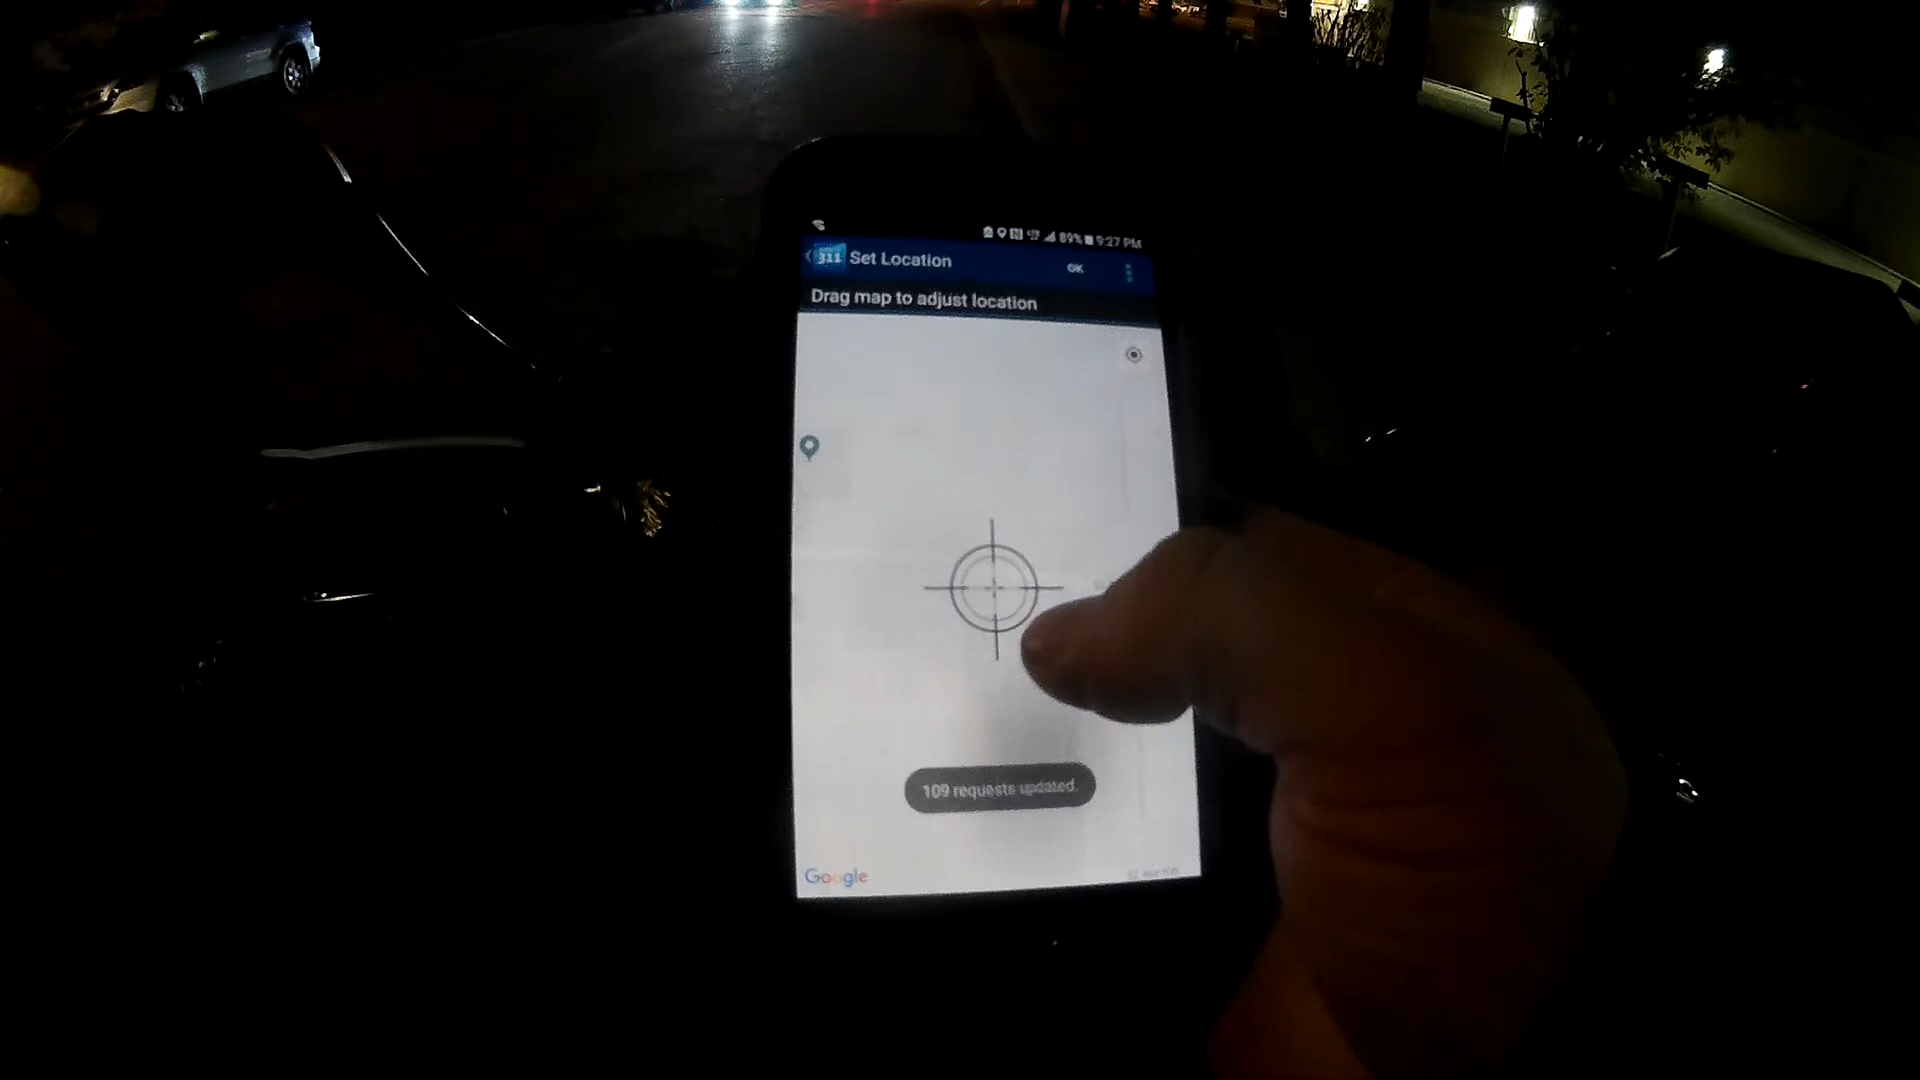 89% 9:27 PM
311 Set Location OK
Drag map to adjust location
109 requests updated.
Google